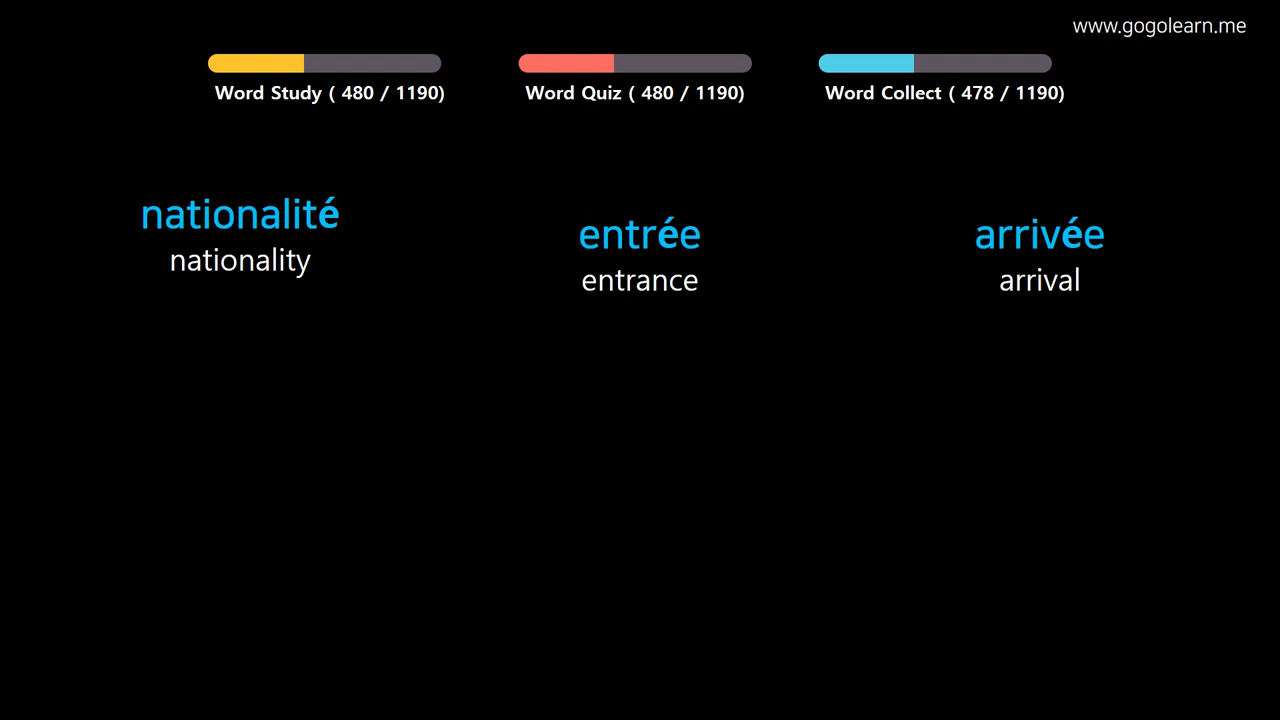 www.gogolearn.me
Word Study ( 480 / 1190)
Word Quiz ( 480 / 1190)
Word Collect ( 478 / 1190)
nationalité
nationality
entrée
entrance
arrivée
arrival